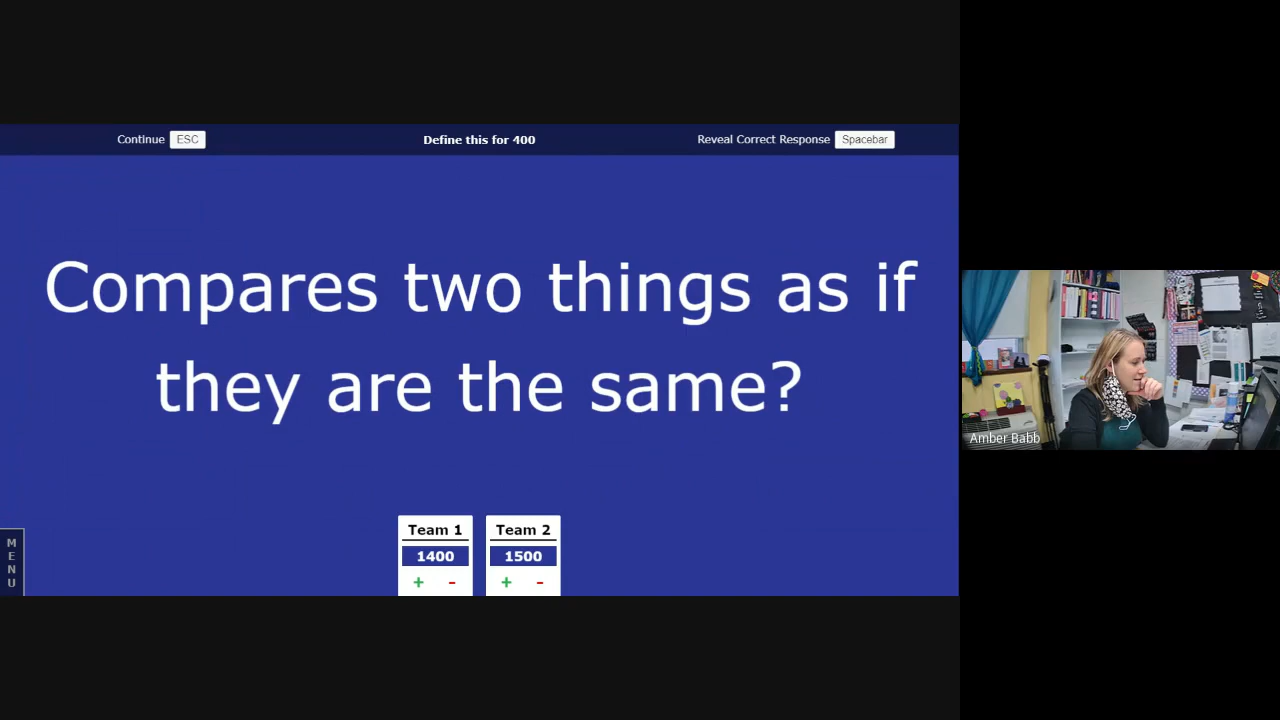 Continue ESC
Define this for 400
Reveal Correct Response Spacebar
Compares two things as if
they are the same?
Team 1
1400
+ -
Team 2
1500
+ -
MENU
Amber Babb